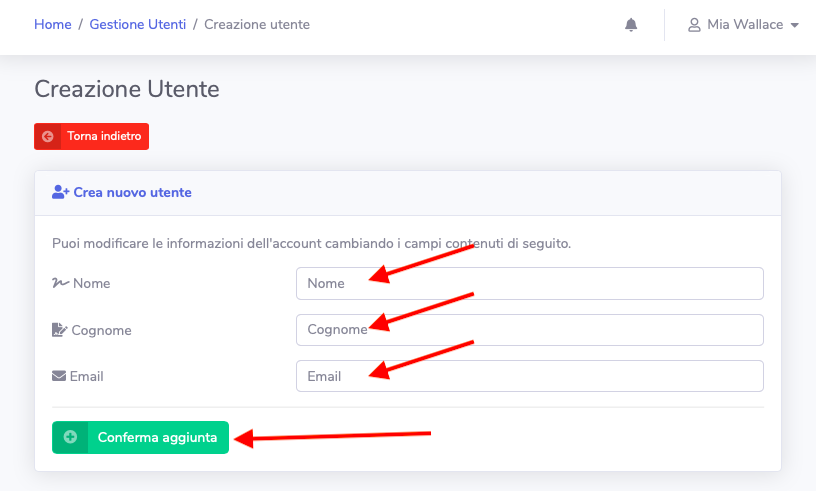 Home / Gestione Utenti / Creazione utente
Mia Wallace
Creazione Utente
Torna indietro
Crea nuovo utente
Puoi modificare le informazioni dell'account cambiando i campi contenuti di seguito.
Nome
Nome
Cognome
Cognome
Email
Email
Conferma aggiunta